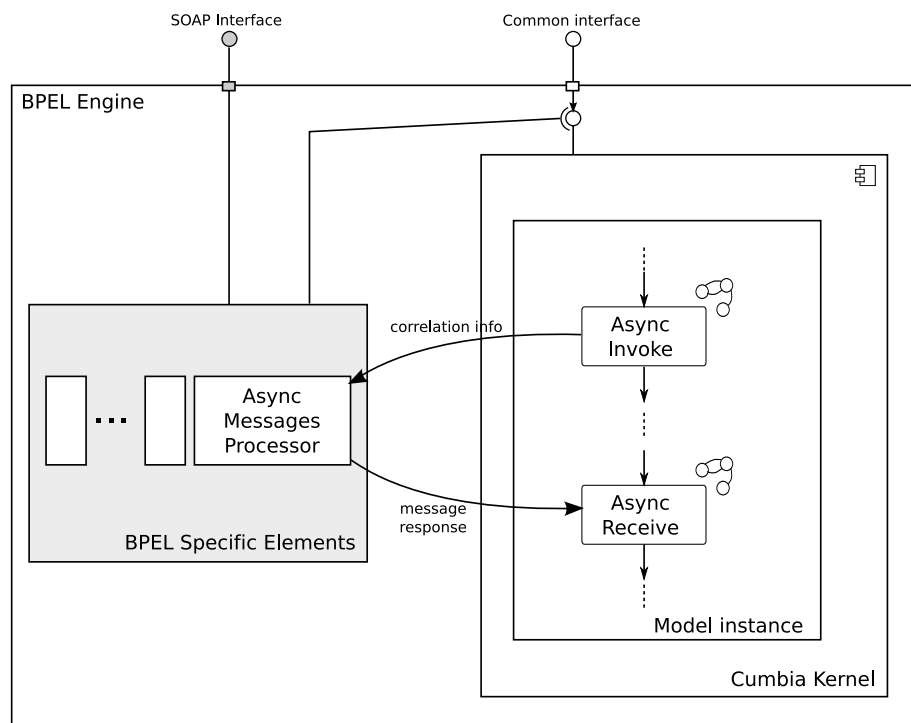 SOAP Interface
Common interface
BPEL Engine
Async
Invoke
correlation info
Async
Messages
Processor
...
Async
Receive
message
response
BPEL Specific Elements
Model instance
Cumbia Kernel